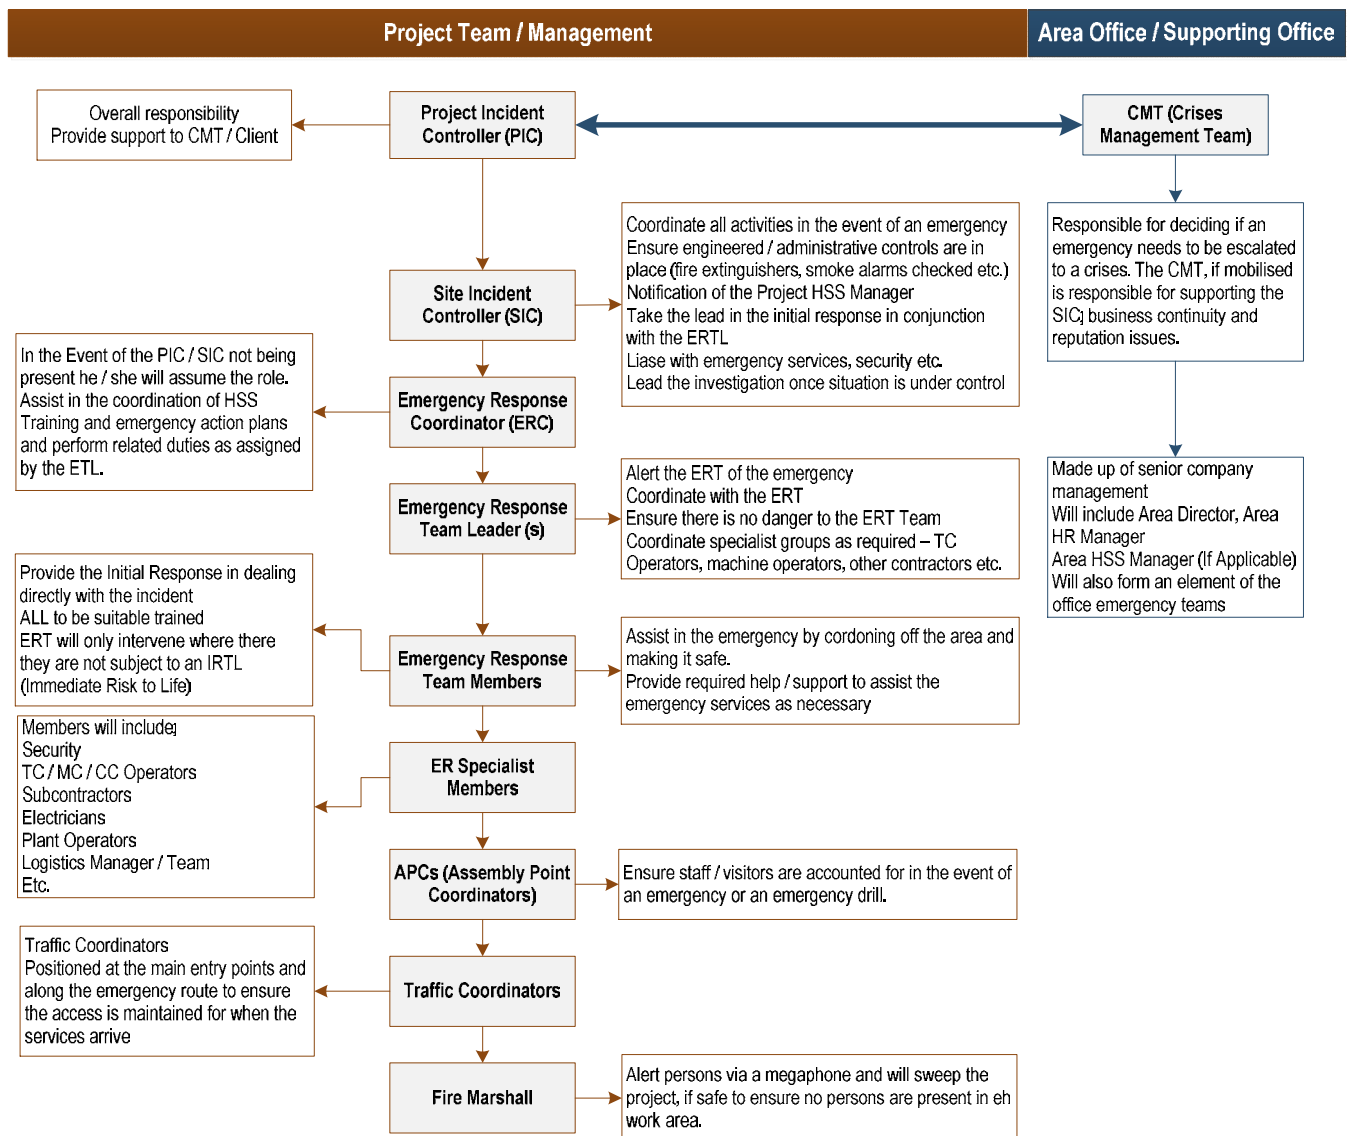 Project Team / Management
Area Office / Supporting Office
Overall responsibility
Provide support to CMT / Client
Project Incident
Controller (PIC)
CMT (Crises
Management Team)
Coordinate all activities in the event of an emergency
Ensure engineered / administrative controls are in
place (fire extinguishers, smoke alarms checked etc.)
Notification of the Project HSS Manager
Take the lead in the initial response in conjunction
with the ERTL
Liase with emergency services, security etc.
Lead the investigation once situation is under control
Responsible for deciding if an
emergency needs to be escalated
to a crises. The CMT, if mobilised
is responsible for supporting the
SIC; business continuity and
reputation issues.
Site Incident
Controller (SIC)
In the Event of the PIC / SIC not being
present he / she will assume the role.
Assist in the coordination of HSS
Training and emergency action plans
and perform related duties as assigned
by the ETL.
Emergency Response
Coordinator (ERC)
Alert the ERT of the emergency
Coordinate with the ERT
Ensure there is no danger to the ERT Team
Coordinate specialist groups as required – TC
Operators, machine operators, other contractors etc.
Made up of senior company
management
Will include Area Director, Area
HR Manager
Area HSS Manager (If Applicable)
Will also form an element of the
office emergency teams
Emergency Response
Team Leader (s)
Provide the Initial Response in dealing
directly with the incident
ALL to be suitable trained
ERT will only intervene where there
they are not subject to an IRTL
(Immediate Risk to Life)
Emergency Response
Team Members
Assist in the emergency by cordoning off the area and
making it safe.
Provide required help / support to assist the
emergency services as necessary
Members will include;
Security
TC / MC / CC Operators
Subcontractors
Electricians
Plant Operators
Logistics Manager / Team
Etc.
ER Specialist
Members
APCs (Assembly Point
Coordinators)
Ensure staff / visitors are accounted for in the event of
an emergency or an emergency drill.
Traffic Coordinators
Positioned at the main entry points and
along the emergency route to ensure
the access is maintained for when the
services arrive
Traffic Coordinators
Fire Marshall
Alert persons via a megaphone and will sweep the
project, if safe to ensure no persons are present in eh
work area.